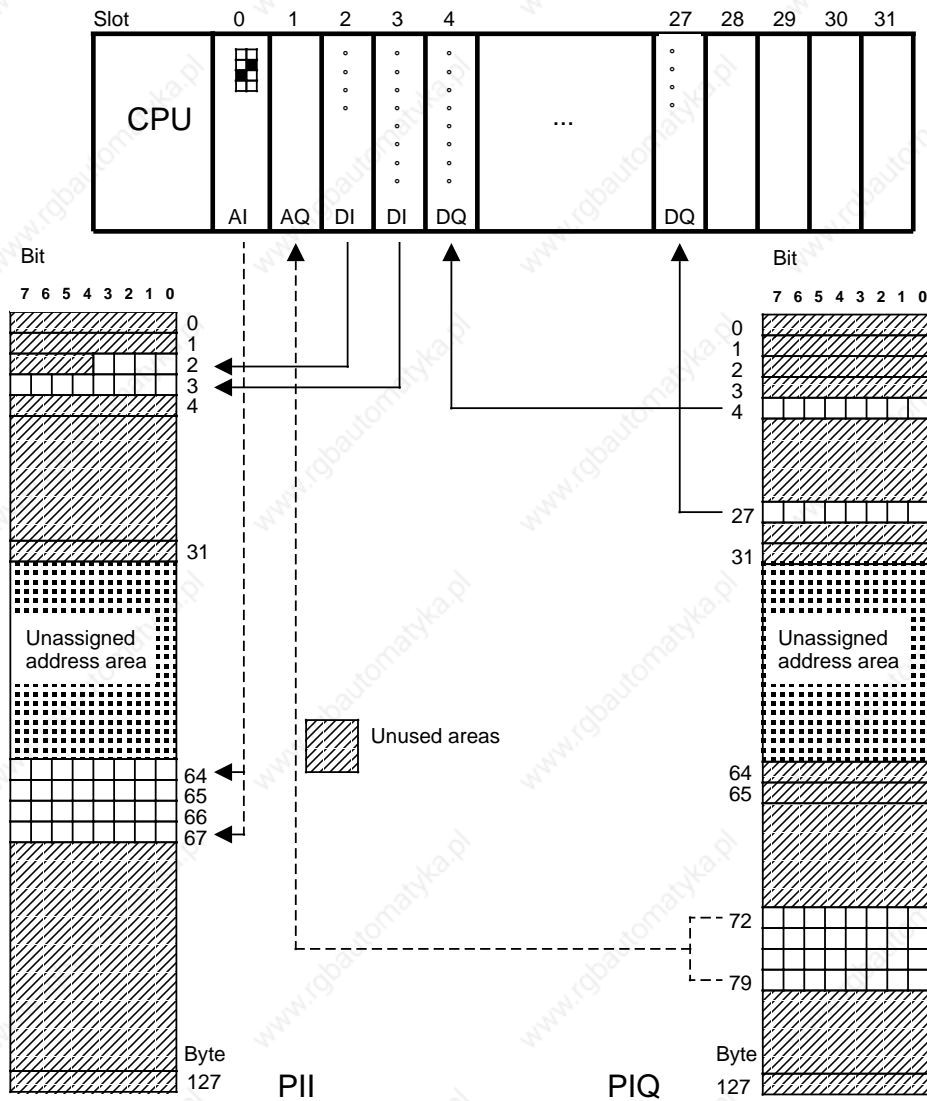 Slot 0 1 2 3 4 27 28 29 30 31
CPU
...
AI AQ DI DI DQ DQ
Bit
7 6 5 4 3 2 1 0
0
1
2
3
4
31
Unassigned
address area
64
65
66
67
Byte
127
PII
Unused areas
Bit
7 6 5 4 3 2 1 0
0
1
2
3
4
27
31
Unassigned
address area
64
65
72
79
Byte
127
PIQ
www.rgbautomatyka.pl